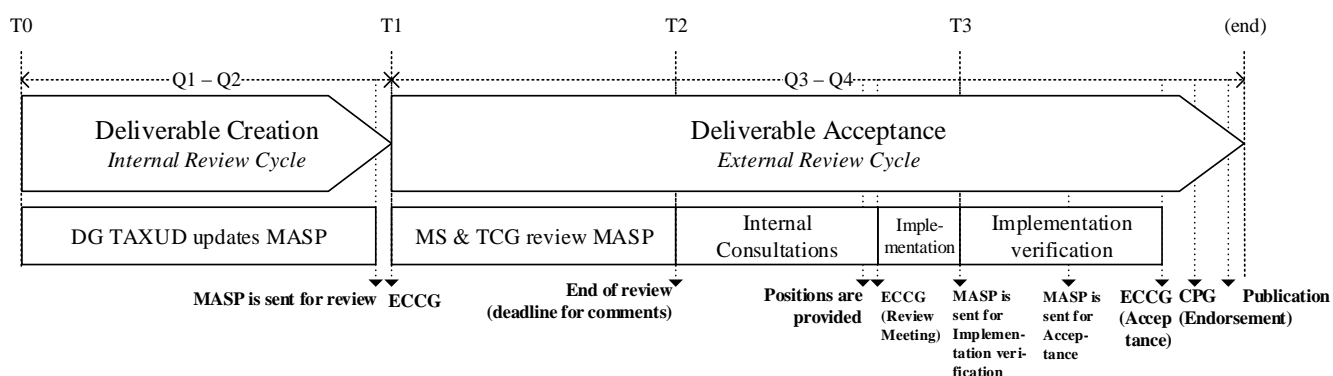 T0
T1
T2
T3
(end)
Q1 – Q2
Q3 – Q4
Deliverable Creation
Internal Review Cycle
Deliverable Acceptance
External Review Cycle
DG TAXUD updates MASP
MS & TCG review MASP
Internal
Consultations
Imple-
mentation
Implementation
verification
MASP is sent for review
ECCG
End of review
(deadline for comments)
Positions are
provided
ECCG
(Review
Meeting)
MASP is
sent for
Implemen-
tation veri-
fication
MASP is
sent for
Accep-
tance
ECCG
(Accep
tance)
CPG
(Endorsement)
Publication